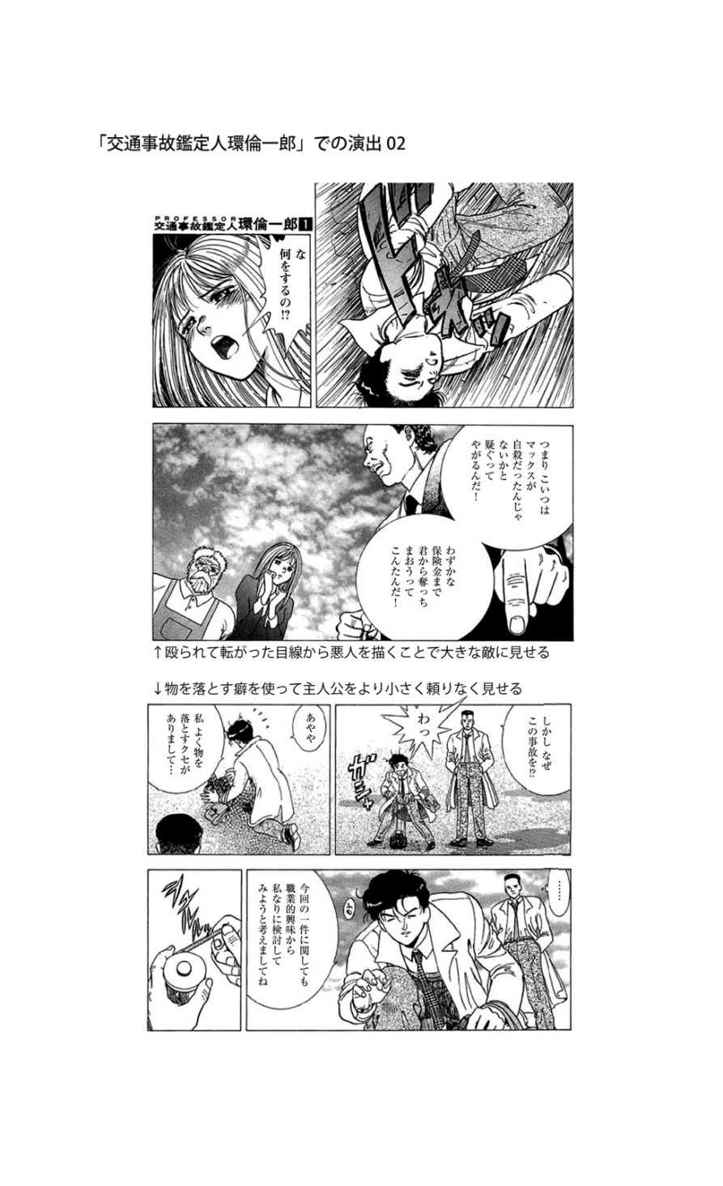 「交通事故鑑定人環倫一郎」での演出 02
PROFESSOR
交通事故鑑定人環倫一郎 1
な
何をするの!?
つまりこいつは
マックスが
自殺だったんじゃ
ないかと
疑ぐって
やがるんだ!
わずかな
保険金まで
君から奪っち
まおうって
こんたんだ!
↑殴られて転がった目線から悪人を描くことで大きな敵に見せる
↓物を落とす癖を使って主人公をより小さく頼りなく見せる
しかし なぜ
この事故を!?
わっ
ガシャ
あやや
私 よく物を
落とすクセが
ありまして…
……
今回の一件に関しても
職業的興味から
私なりに検討して
みようと考えましてね